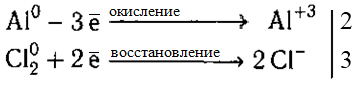 Al⁰ − 3 ē окисление ⟶ Al⁺³ | 2
Cl₂⁰ + 2 ē восстановление ⟶ 2 Cl⁻ | 3